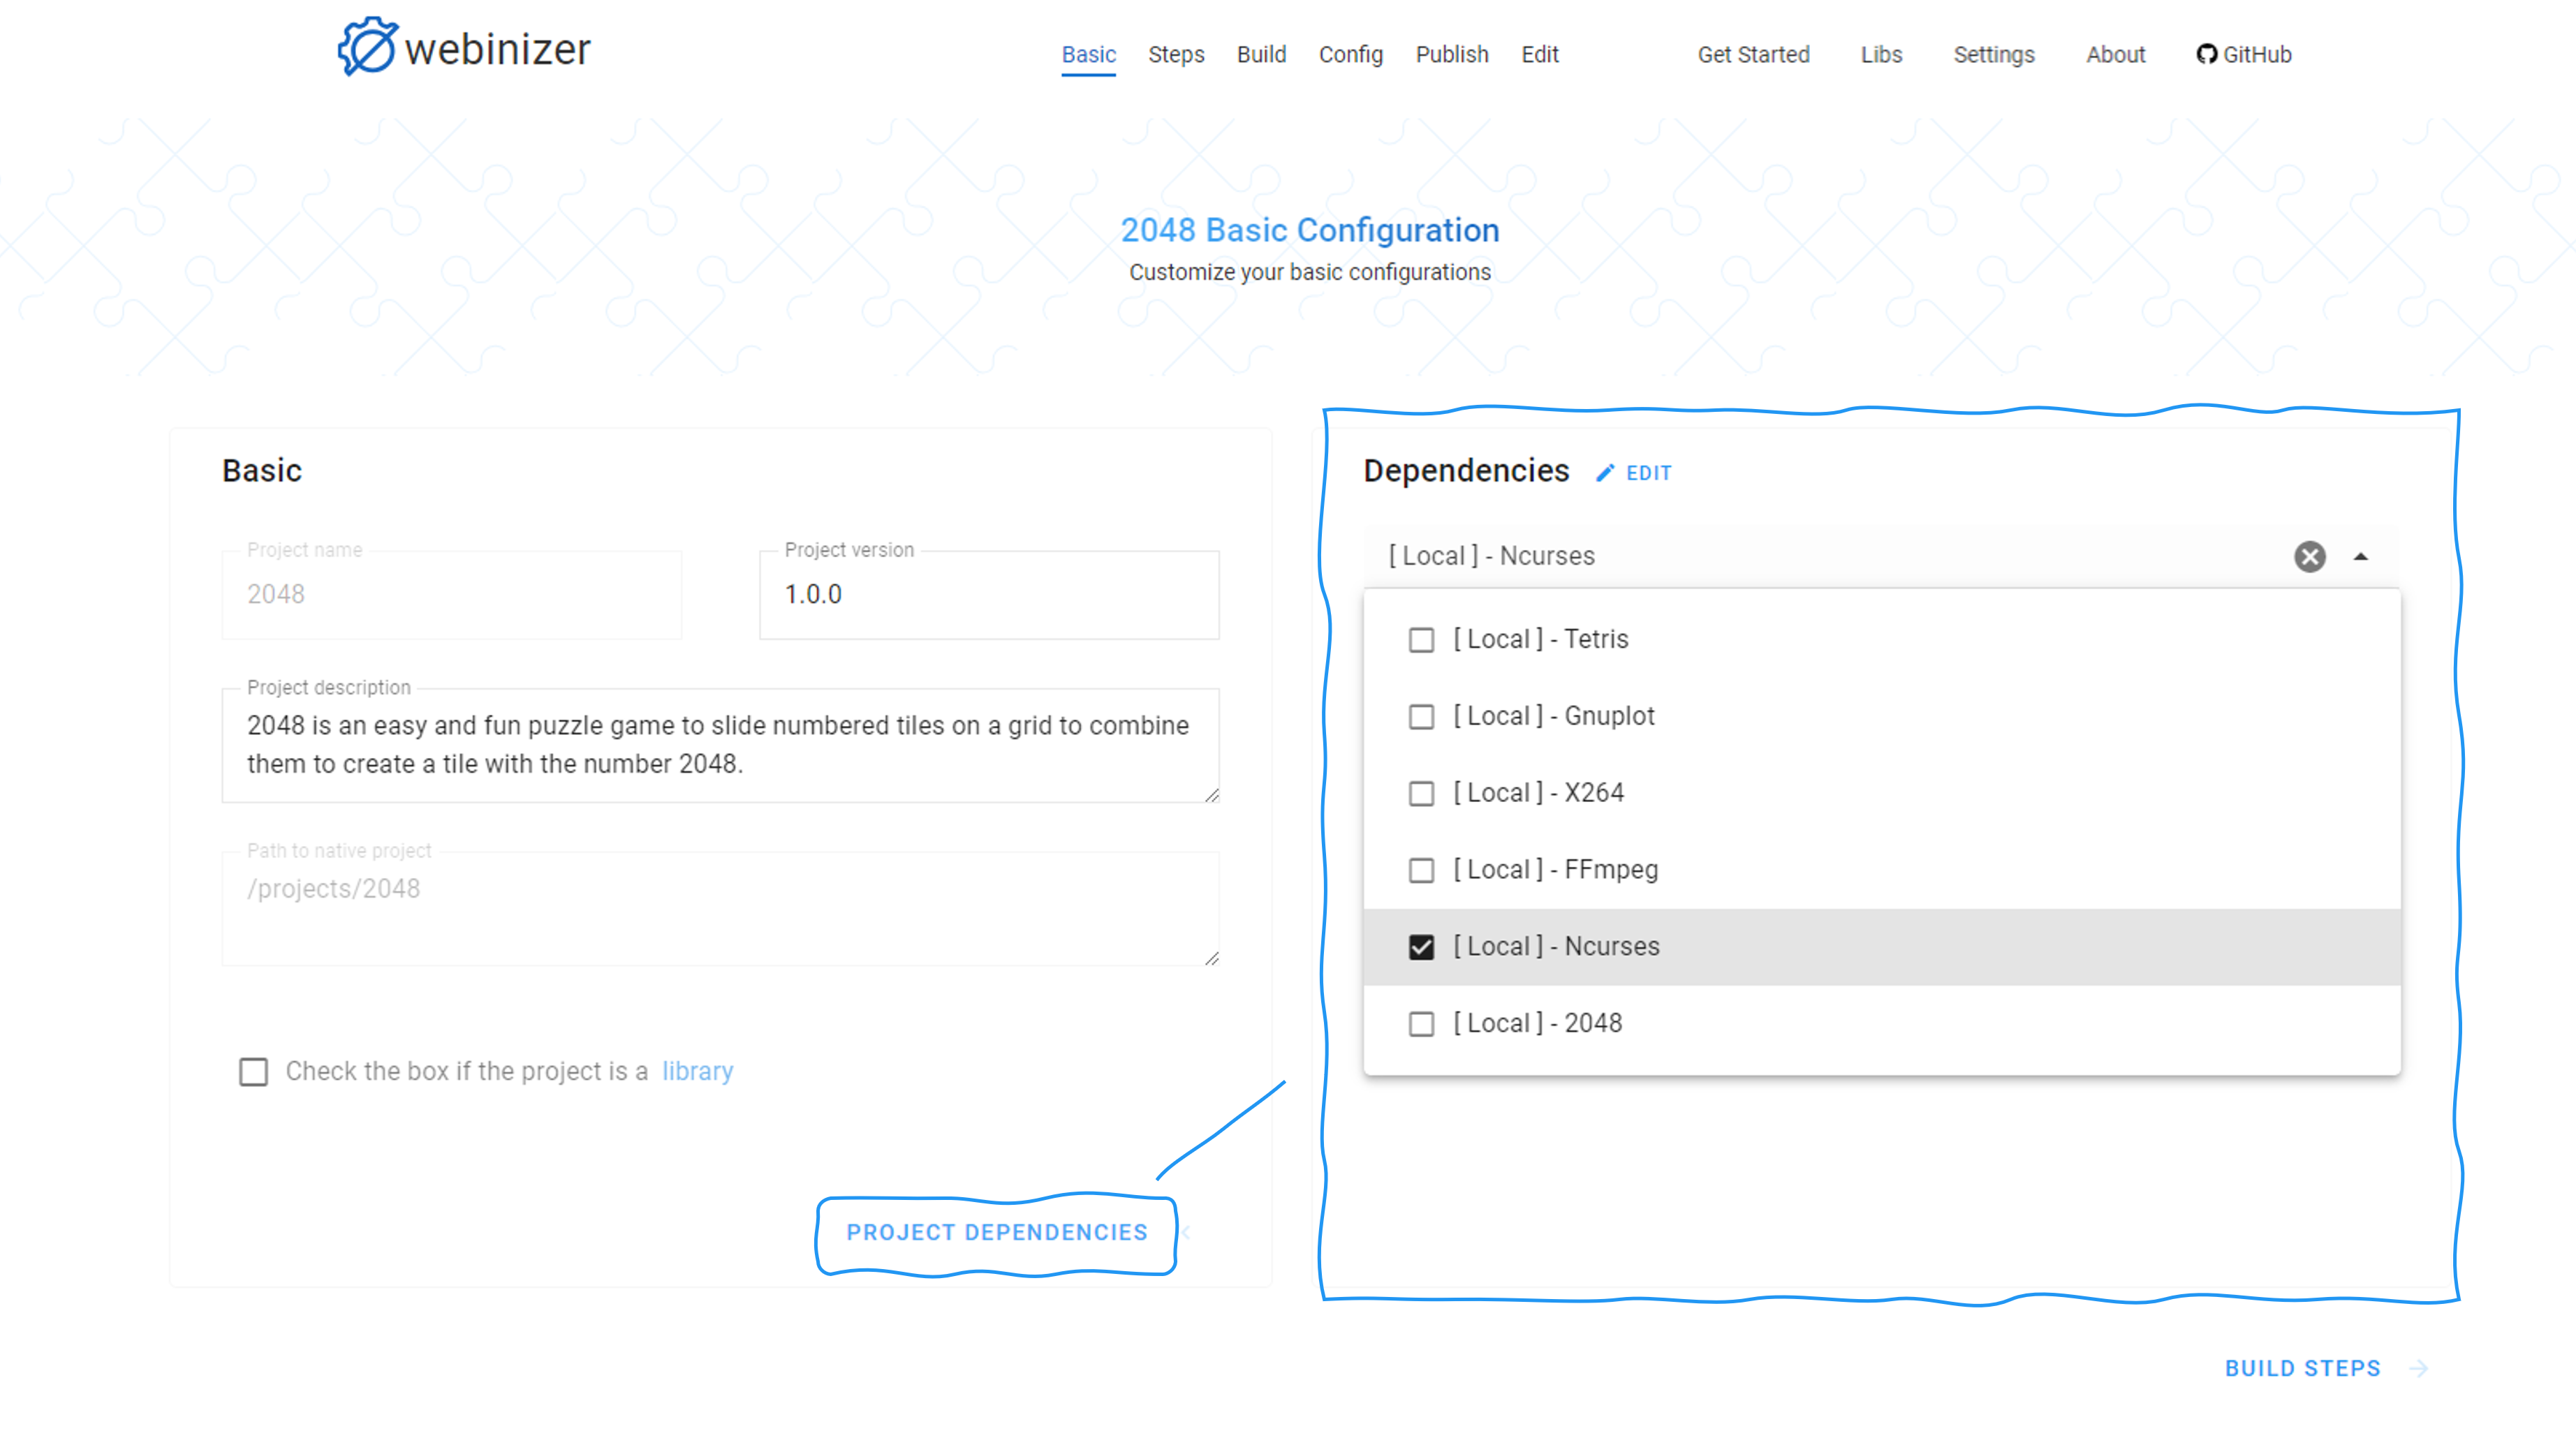 webinizer
Basic Steps Build Config Publish Edit Get Started Libs Settings About GitHub
2048 Basic Configuration
Customize your basic configurations
Basic
Project name
2048
Project version
1.0.0
Project description
2048 is an easy and fun puzzle game to slide numbered tiles on a grid to combine
them to create a tile with the number 2048.
Path to native project
/projects/2048
Check the box if the project is a library
PROJECT DEPENDENCIES
Dependencies EDIT
[ Local ] - Ncurses
[ Local ] - Tetris
[ Local ] - Gnuplot
[ Local ] - X264
[ Local ] - FFmpeg
[ Local ] - Ncurses
[ Local ] - 2048
BUILD STEPS